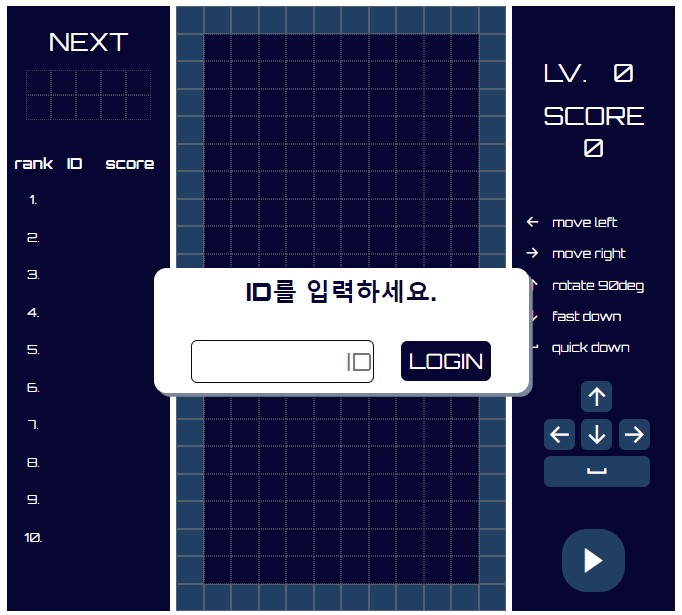 NEXT
rank ID score
1.
2.
3.
4.
5.
6.
7.
8.
9.
10.
ID를 입력하세요.
ID
LOGIN
LV. 0
SCORE
0
← move left
→ move right
↑ rotate 90deg
↓ fast down
⎵ quick down
↑
← ↓ →
⎵